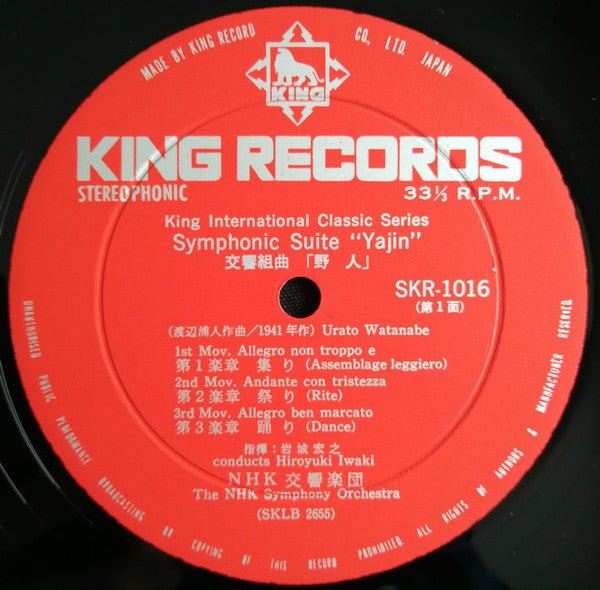 MADE BY KING RECORD CO., LTD. JAPAN
KING
KING RECORDS
STEREOPHONIC
33⅓ R.P.M.
King International Classic Series
Symphonic Suite "Yajin"
交響組曲 「野 人」
SKR-1016
(第1面)
(渡辺浦人作曲/1941年作) Urato Watanabe
1st Mov. Allegro non troppo e
第1楽章 集り (Assemblage leggiero)
2nd Mov. Andante con tristezza
第2楽章 祭り (Rite)
3rd Mov. Allegro ben marcato
第3楽章 踊り (Dance)
指揮:岩城宏之
conducts Hiroyuki Iwaki
NHK交響楽団
The NHK Symphony Orchestra
(SKLB 2655)
UNAUTHORISED PUBLIC PERFORMANCE BROADCASTING OR COPYING OF THIS RECORD PROHIBITED. ALL RIGHTS OF AUTHORS & MANUFACTURER RESERVED.